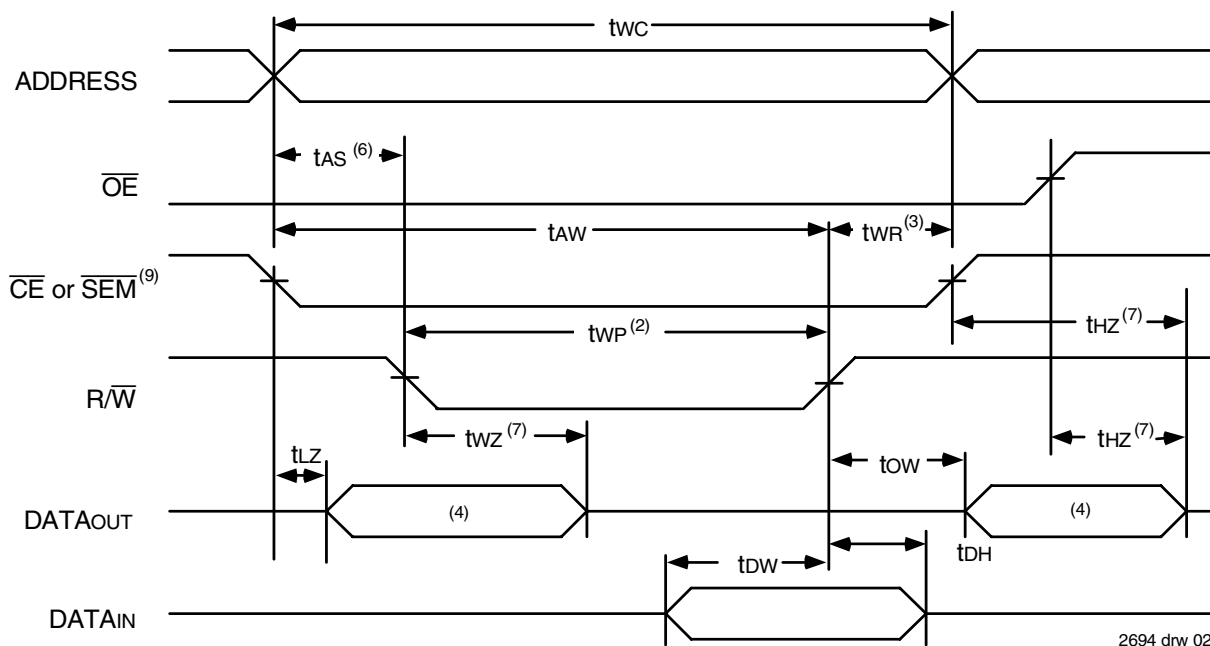 tWC
ADDRESS
tAS (6)
OE
tAW
tWR(3)
CE or SEM(9)
tWP(2)
tHZ(7)
R/W
tWZ(7)
tHZ(7)
tLZ
tOW
DATAOUT
(4)
(4)
tDW
tDH
DATAIN
2694 drw 02